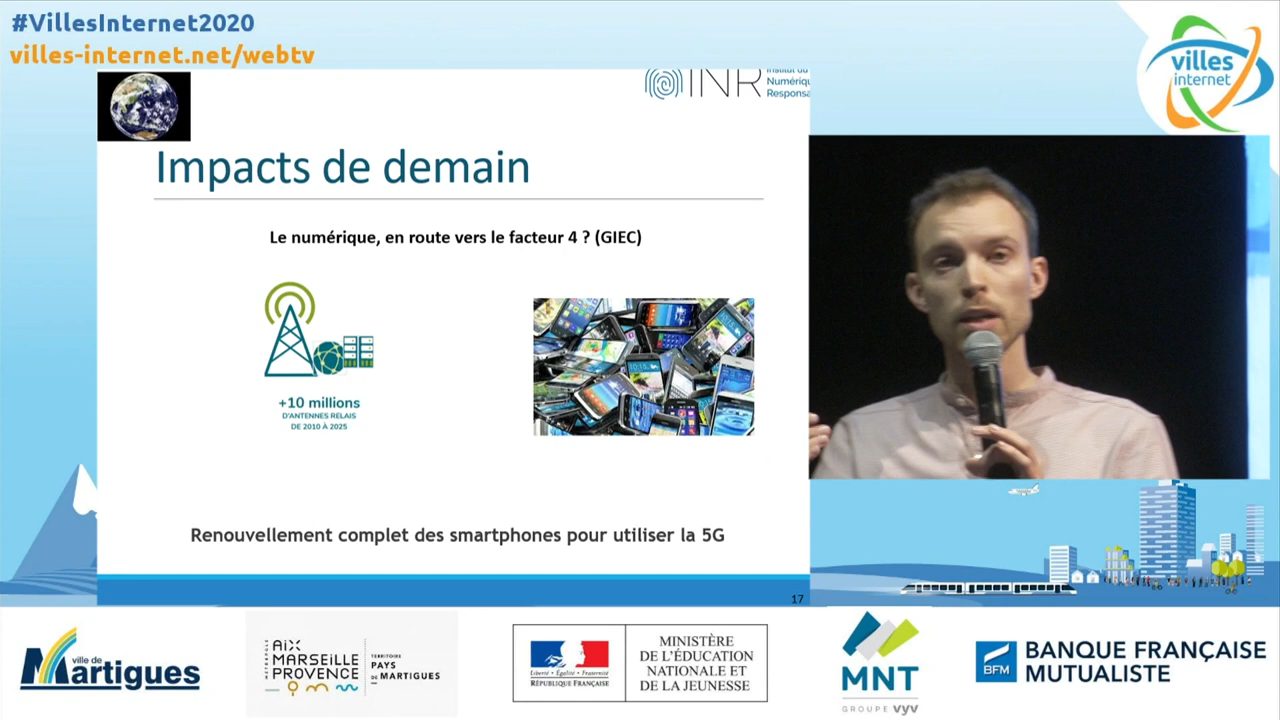 #VillesInternet2020
villes-internet.net/webtv
villes
internet
INR
Institut du
Numériqu
Responsa
Impacts de demain
Le numérique, en route vers le facteur 4 ? (GIEC)
+10 millions
D'ANTENNES RELAIS
DE 2010 À 2025
Renouvellement complet des smartphones pour utiliser la 5G
17
ville de
Martigues
MÉTROPOLE
AIX
MARSEILLE
PROVENCE
TERRITOIRE
PAYS
DE MARTIGUES
Liberté • Égalité • Fraternité
RÉPUBLIQUE FRANÇAISE
MINISTÈRE
DE L'ÉDUCATION
NATIONALE ET
DE LA JEUNESSE
MNT
GROUPE vyv
BFM
BANQUE FRANÇAISE
MUTUALISTE